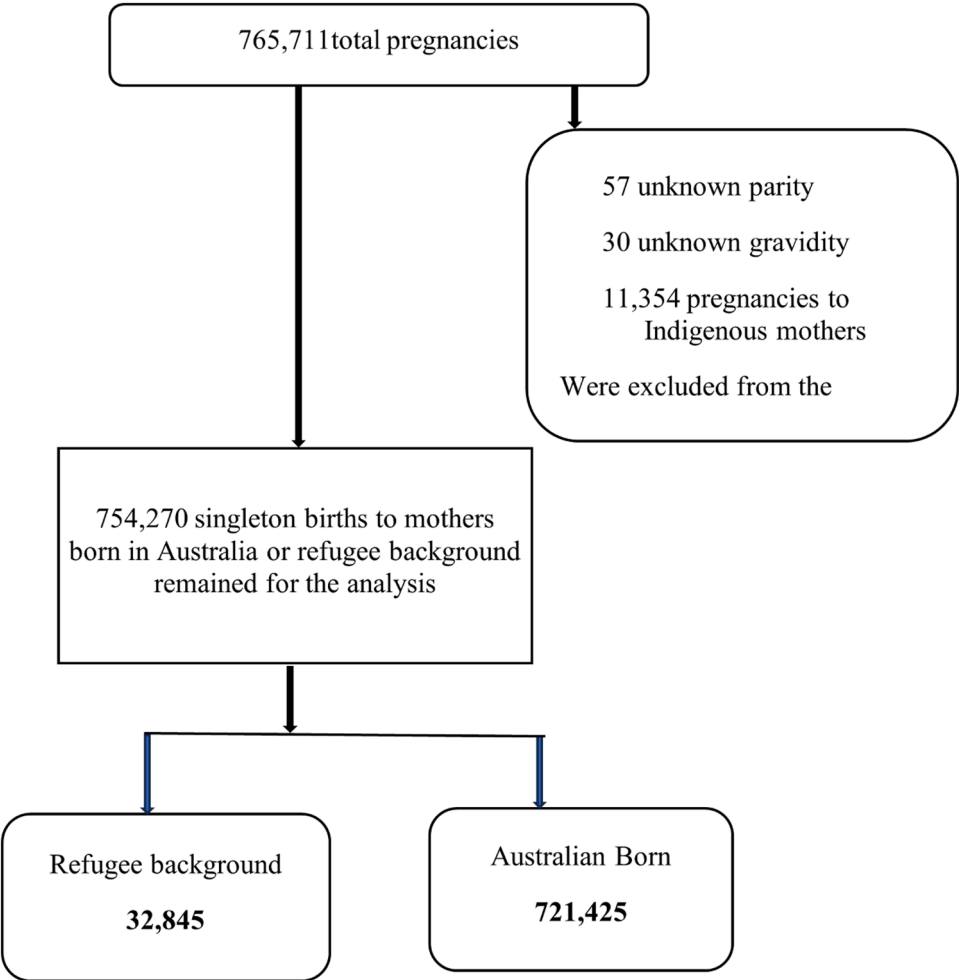 765,711total pregnancies
57 unknown parity
30 unknown gravidity
11,354 pregnancies to
Indigenous mothers
Were excluded from the
754,270 singleton births to mothers
born in Australia or refugee background
remained for the analysis
Refugee background
32,845
Australian Born
721,425